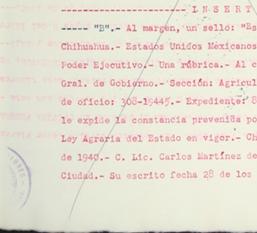 ---------------- I N S E R T
----- "B".- Al margen, un sello: "Es
Chihuahua.- Estados Unidos Mexicanos
Poder Ejecutivo.- Una rúbrica.- Al c
Gral. de Gobierno.- Sección: Agricul
de oficio: 308-19445.- Expediente: 8
le expide la constancia prevenida po
Ley Agraria del Estado en vigor.- Ch
de 1940.- C. Lic. Carlos Martínez de
Ciudad.- Su escrito fecha 28 de los